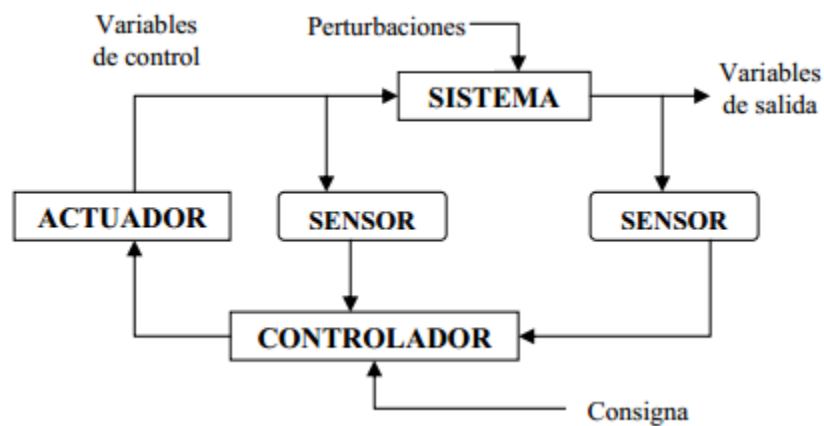 Variables
de control
Perturbaciones
SISTEMA
Variables
de salida
ACTUADOR
SENSOR
SENSOR
CONTROLADOR
Consigna